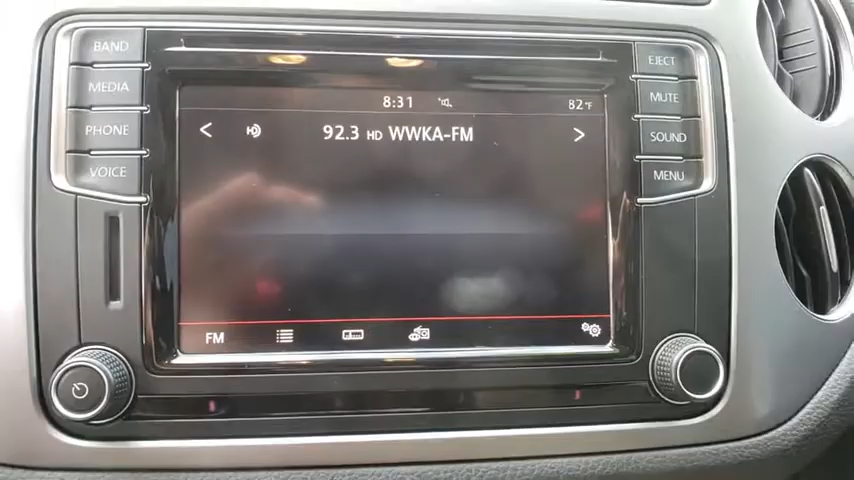 BAND
MEDIA
PHONE
VOICE
8:31
82°F
92.3 HD WWKA-FM
FM
EJECT
MUTE
SOUND
MENU